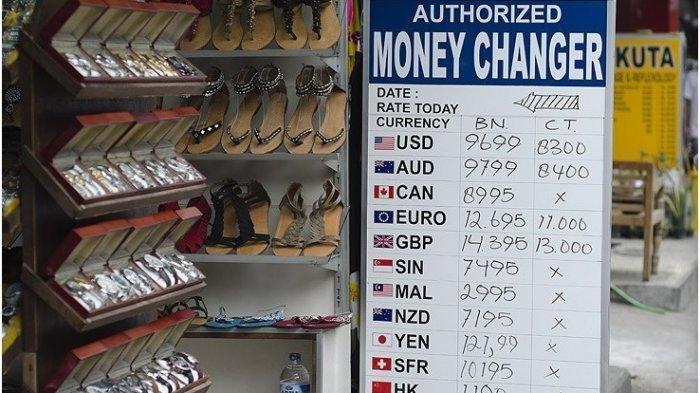 AUTHORIZED
MONEY CHANGER
DATE :
RATE TODAY
CURRENCY BN. CT.
USD 9699 8300
AUD 9799 8400
CAN 8995 x
EURO 12.695 11.000
GBP 14.395 13.000
SIN 7495 x
MAL 2995 x
NZD 7195 x
YEN 121,99 x
SFR 10195 x
HK
KUTA
& REFLEXOLOGY